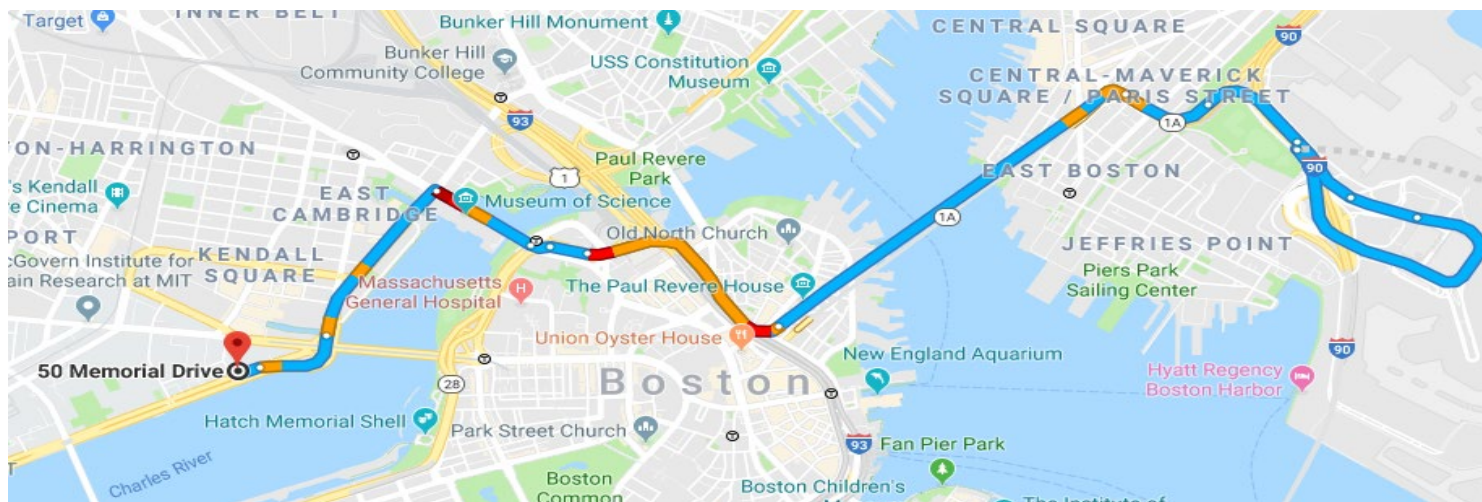 Target
INNER BELT
Bunker Hill Monument
CENTRAL SQUARE
90
Bunker Hill
Community College
USS Constitution
Museum
CENTRAL-MAVERICK
SQUARE / PARIS STREET
93
1A
ON-HARRINGTON
Paul Revere
Park
1
EAST BOSTON
90
's Kendall
re Cinema
EAST
CAMBRIDGE
Museum of Science
1A
PORT
Old North Church
JEFFRIES POINT
KENDALL
SQUARE
cGovern Institute for
ain Research at MIT
Massachusetts
General Hospital
The Paul Revere House
Piers Park
Sailing Center
Union Oyster House
50 Memorial Drive
New England Aquarium
90
28
Boston
Hyatt Regency
Boston Harbor
Hatch Memorial Shell
Park Street Church
93
Fan Pier Park
Charles River
Boston
Common
Boston Children's
The Institute of